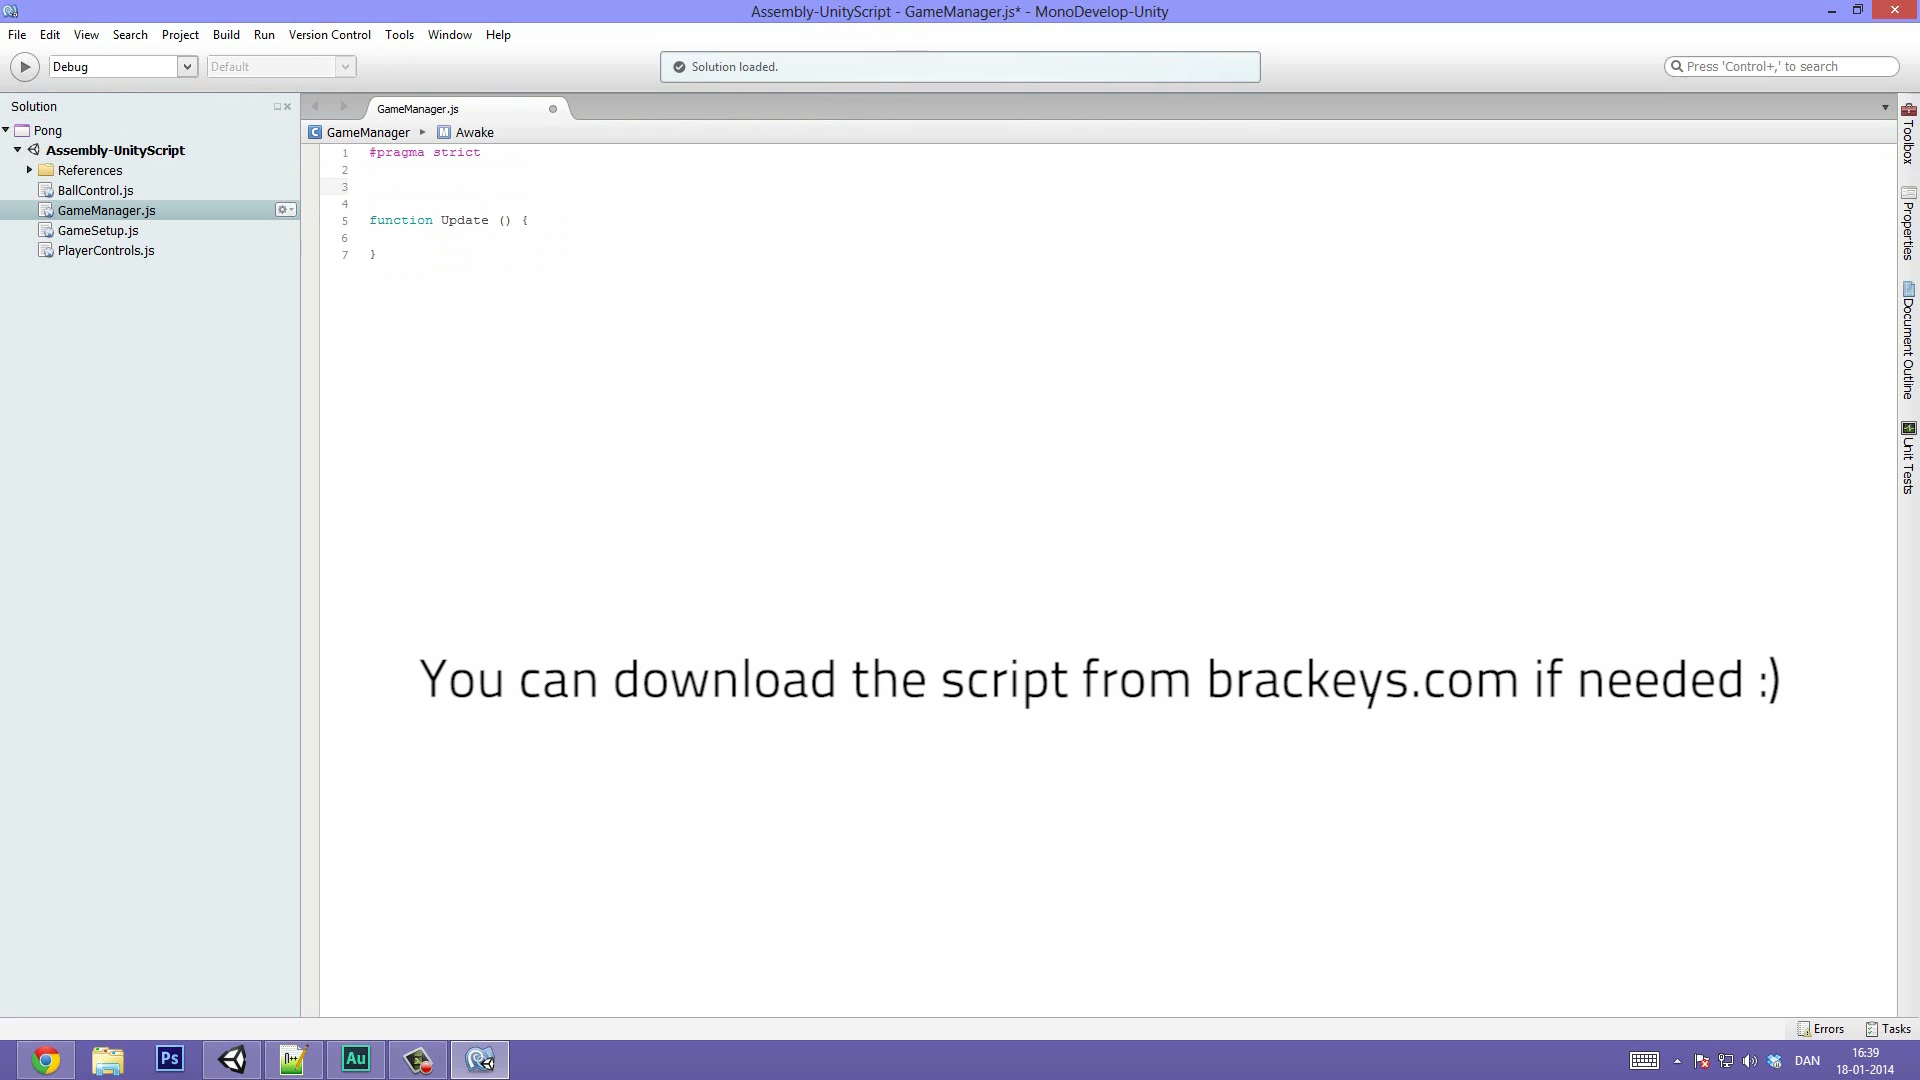 Assembly-UnityScript - GameManager.js* - MonoDevelop-Unity
File Edit View Search Project Build Run Version Control Tools Window Help
Debug Default Solution loaded. Press 'Control+,' to search
Solution
Pong
Assembly-UnityScript
References
BallControl.js
GameManager.js
GameSetup.js
PlayerControls.js
GameManager.js
GameManager Awake
1 #pragma strict
2
3
4
5 function Update () {
6
7 }
You can download the script from brackeys.com if needed :)
Toolbox
Properties
Document Outline
Unit Tests
Errors Tasks
Ps
Au
DAN
16:39
18-01-2014